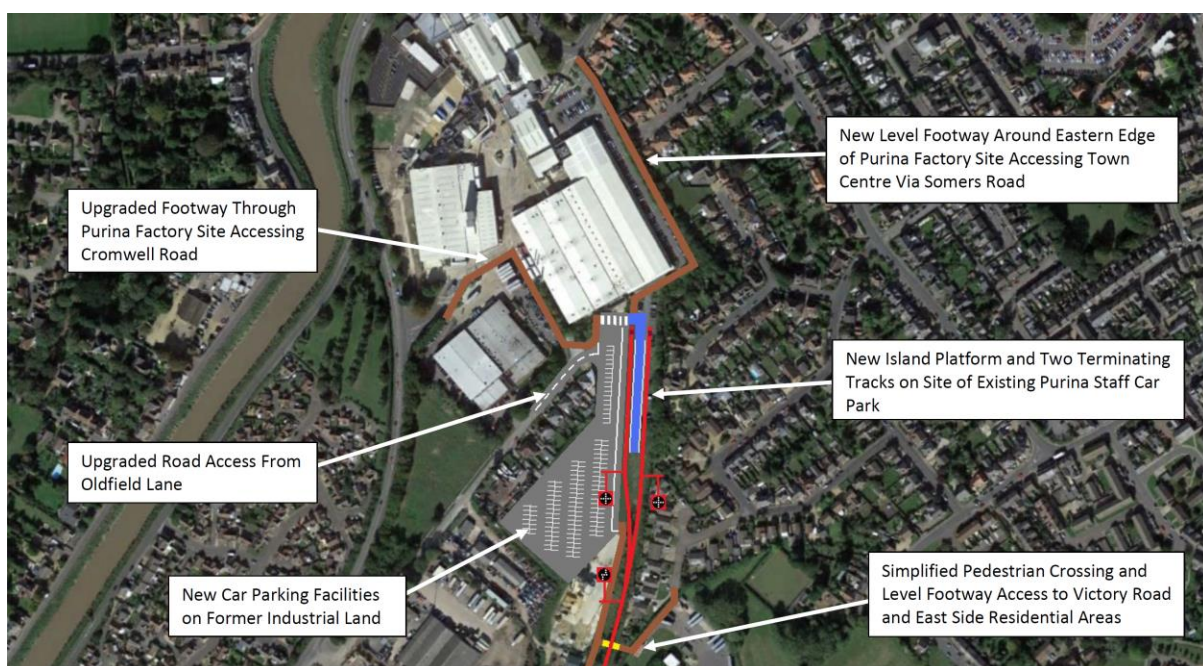 New Level Footway Around Eastern Edge
of Purina Factory Site Accessing Town
Centre Via Somers Road
Upgraded Footway Through
Purina Factory Site Accessing
Cromwell Road
New Island Platform and Two Terminating
Tracks on Site of Existing Purina Staff Car
Park
Upgraded Road Access From
Oldfield Lane
New Car Parking Facilities
on Former Industrial Land
Simplified Pedestrian Crossing and
Level Footway Access to Victory Road
and East Side Residential Areas